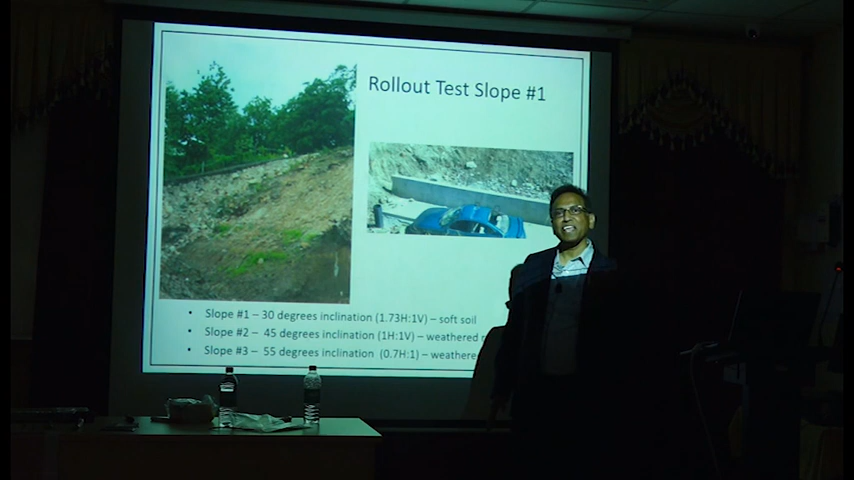 Rollout Test Slope #1
• Slope #1 – 30 degrees inclination (1.73H:1V) – soft soil
• Slope #2 – 45 degrees inclination (1H:1V) – weathered
• Slope #3 – 55 degrees inclination (0.7H:1) – weathere